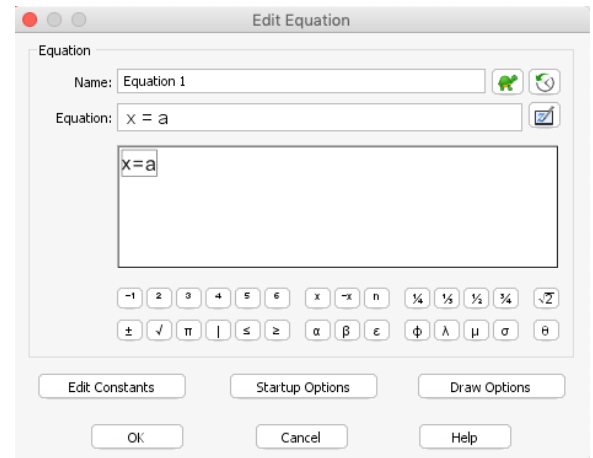 Edit Equation
Equation
Name: Equation 1
Equation: x = a
x=a
-1 2 3 4 5 6 x -x n ¼ ⅓ ½ ¾ √2
± √ π | ≤ ≥ α β ε ϕ λ μ σ θ
Edit Constants Startup Options Draw Options
OK Cancel Help